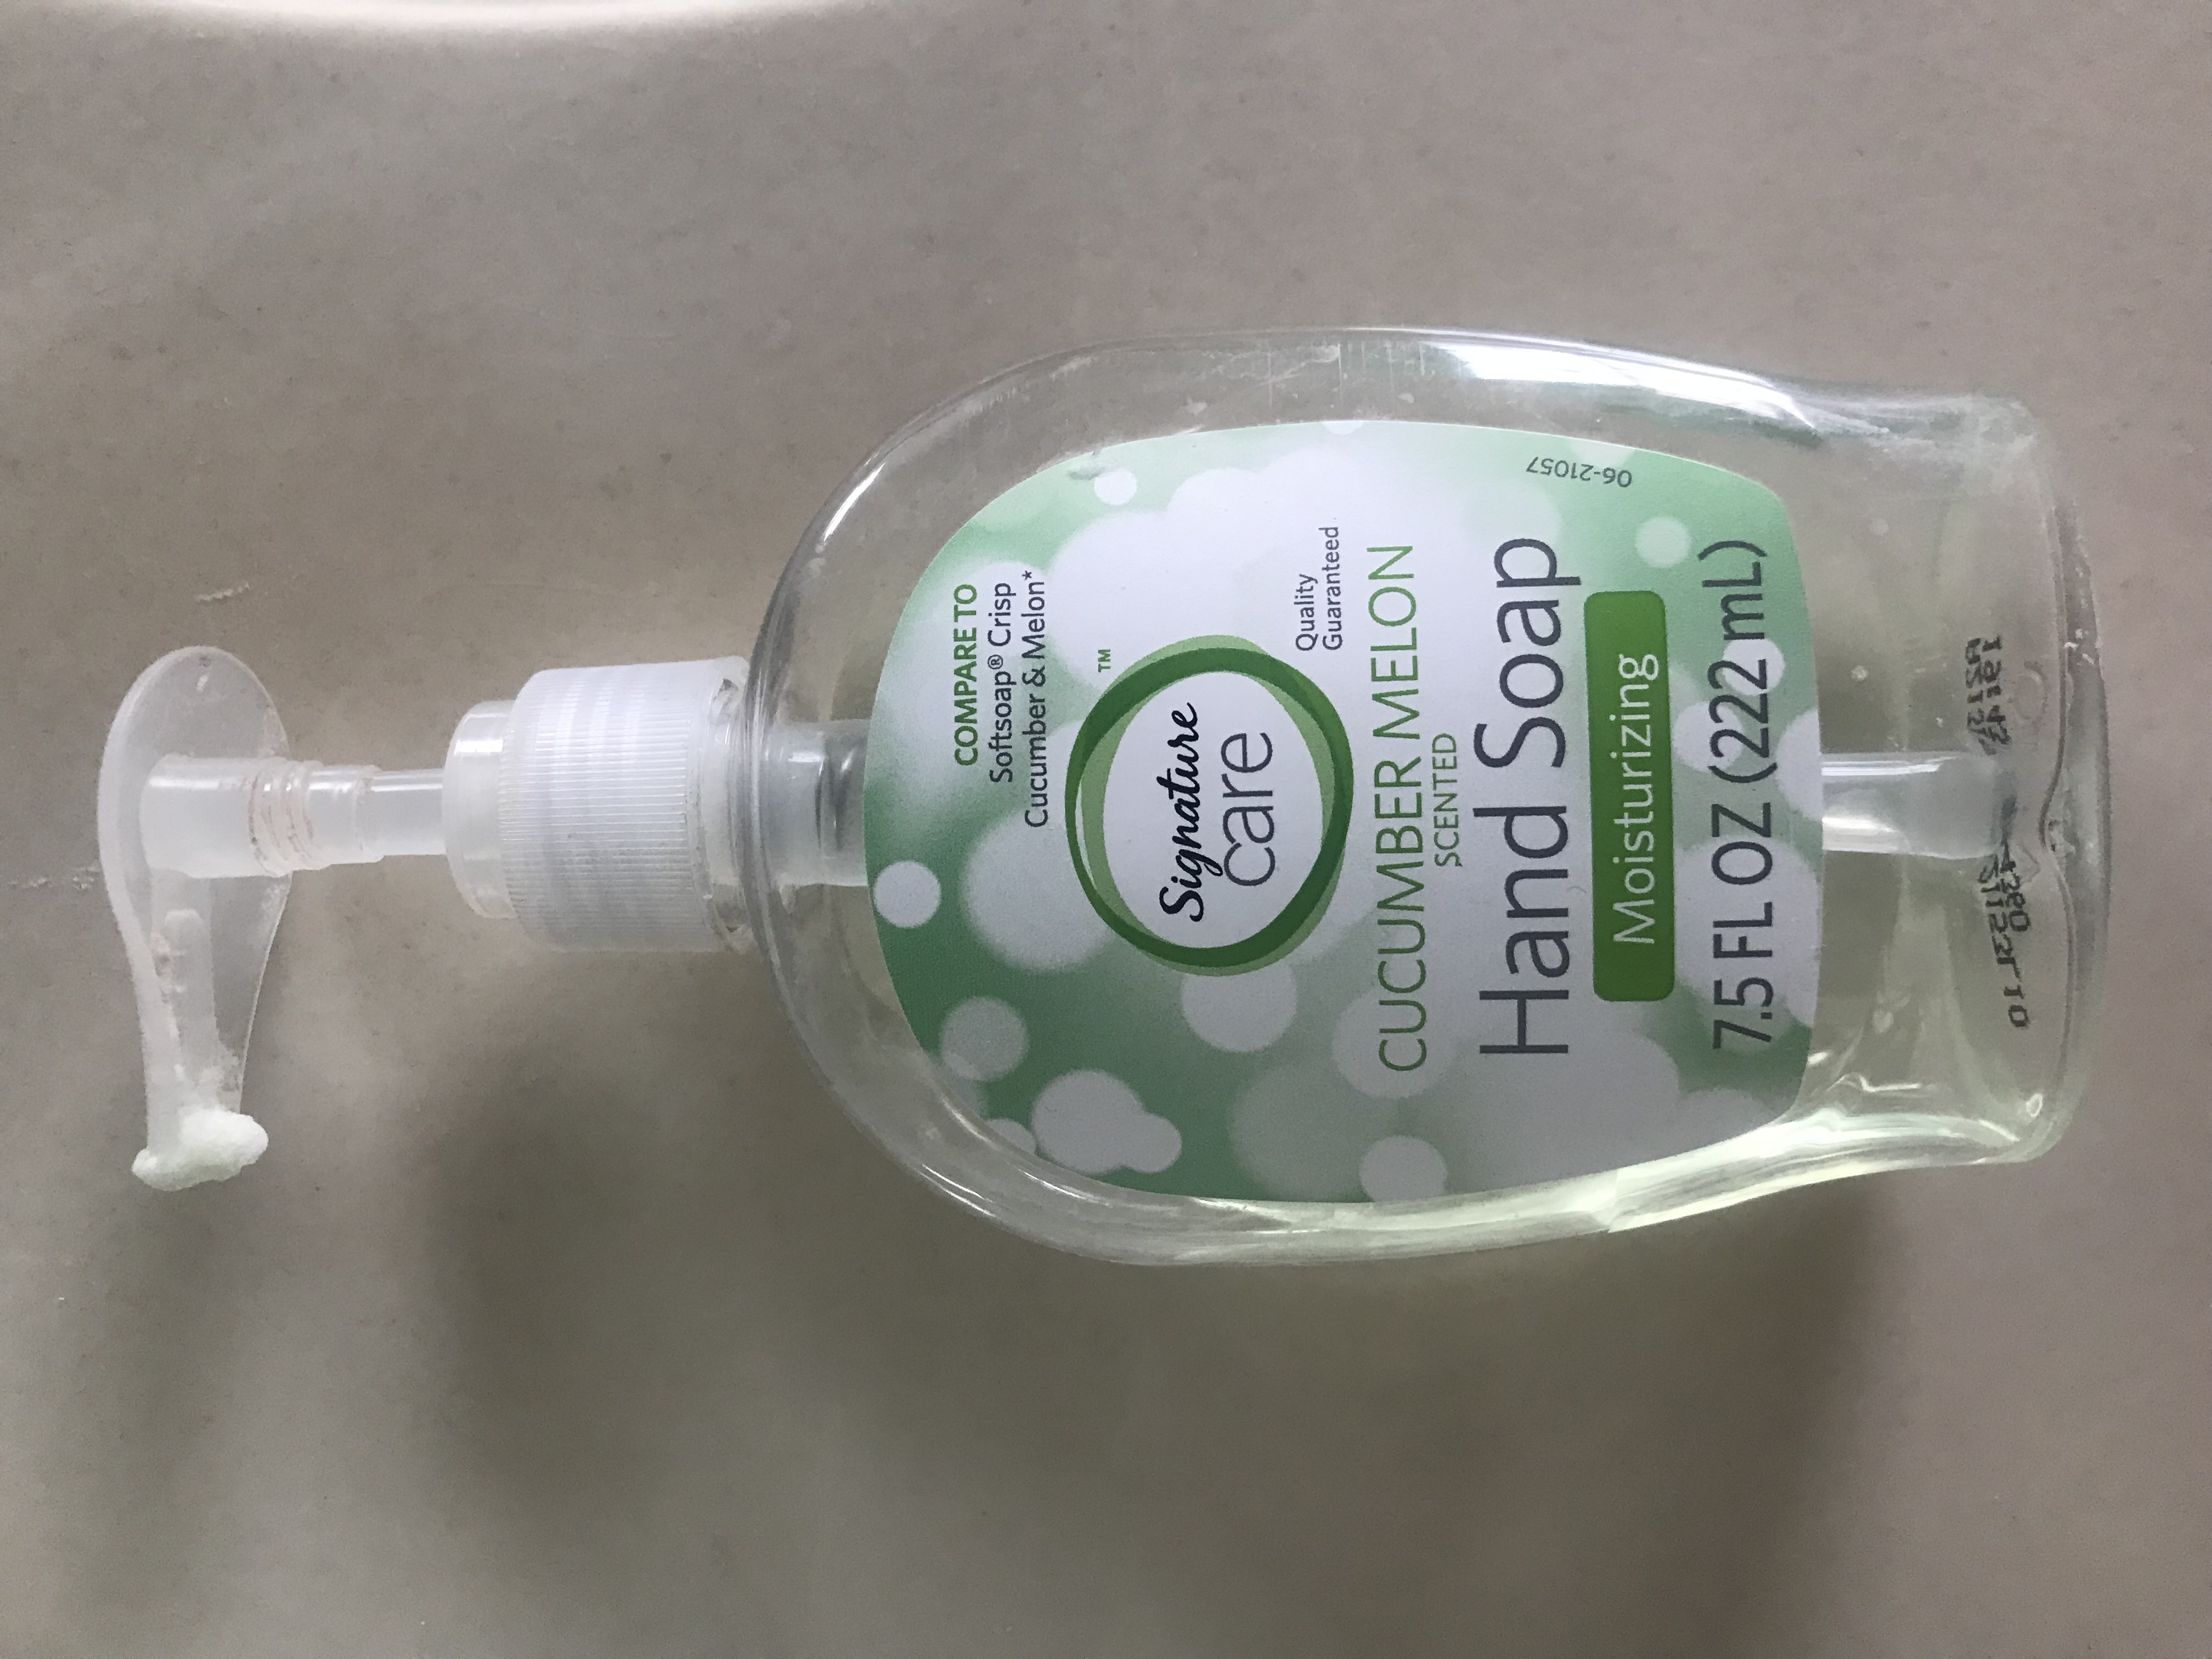 COMPARE TO
Softsoap® Crisp
Cucumber & Melon*
Signature
care
™
Quality
Guaranteed
CUCUMBER MELON
SCENTED
Hand Soap
Moisturizing
7.5 FL OZ (222 mL)
06-21057